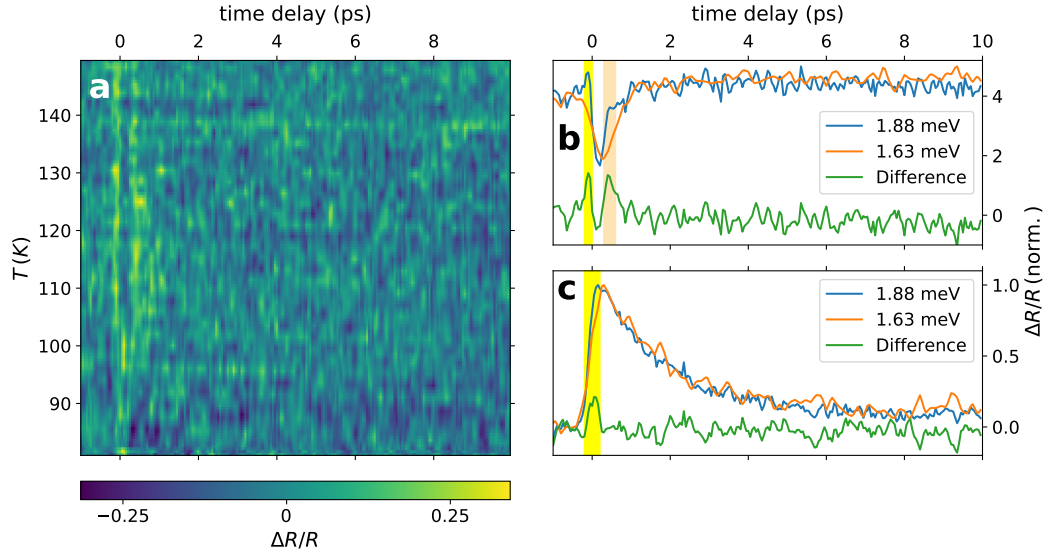 time delay (ps)
0 2 4 6 8
a
T (K)
140
130
120
110
100
90
−0.25 0 0.25
ΔR/R
time delay (ps)
0 2 4 6 8 10
b
1.88 meV
1.63 meV
Difference
4
2
0
c
1.88 meV
1.63 meV
Difference
1.0
0.5
0.0
ΔR/R (norm.)